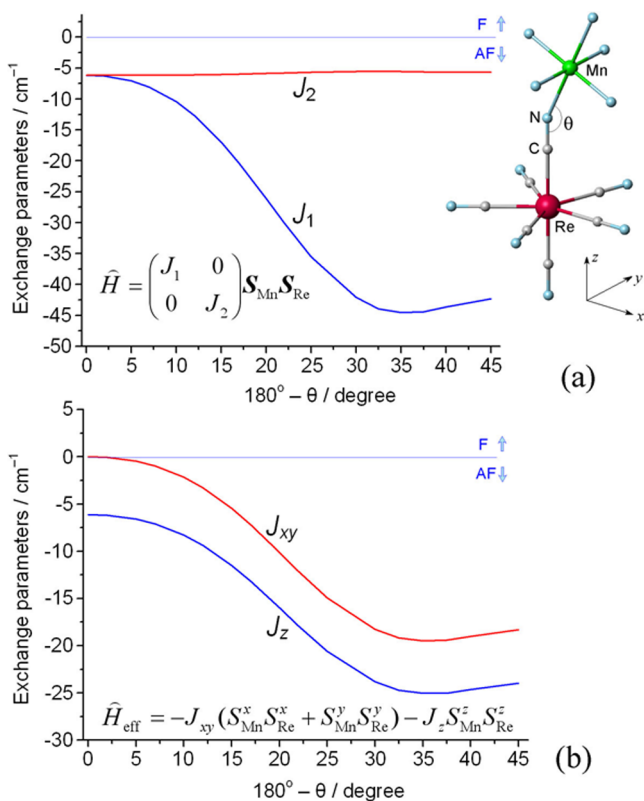 Exchange parameters / cm⁻¹
0
-5
-10
-15
-20
-25
-30
-35
-40
-45
-50
F ⇧
AF ⇩
J₂
J₁
Ĥ = (J₁ 0
0 J₂) S_Mn S_Re
0 5 10 15 20 25 30 35 40 45
180° – θ / degree
Mn
N
θ
C
Re
z
y
x
(a)
Exchange parameters / cm⁻¹
5
0
-5
-10
-15
-20
-25
-30
F ⇧
AF ⇩
J_xy
J_z
Ĥ_eff = –J_xy (S^x_Mn S^x_Re + S^y_Mn S^y_Re) – J_z S^z_Mn S^z_Re
0 5 10 15 20 25 30 35 40 45
180° – θ / degree
(b)